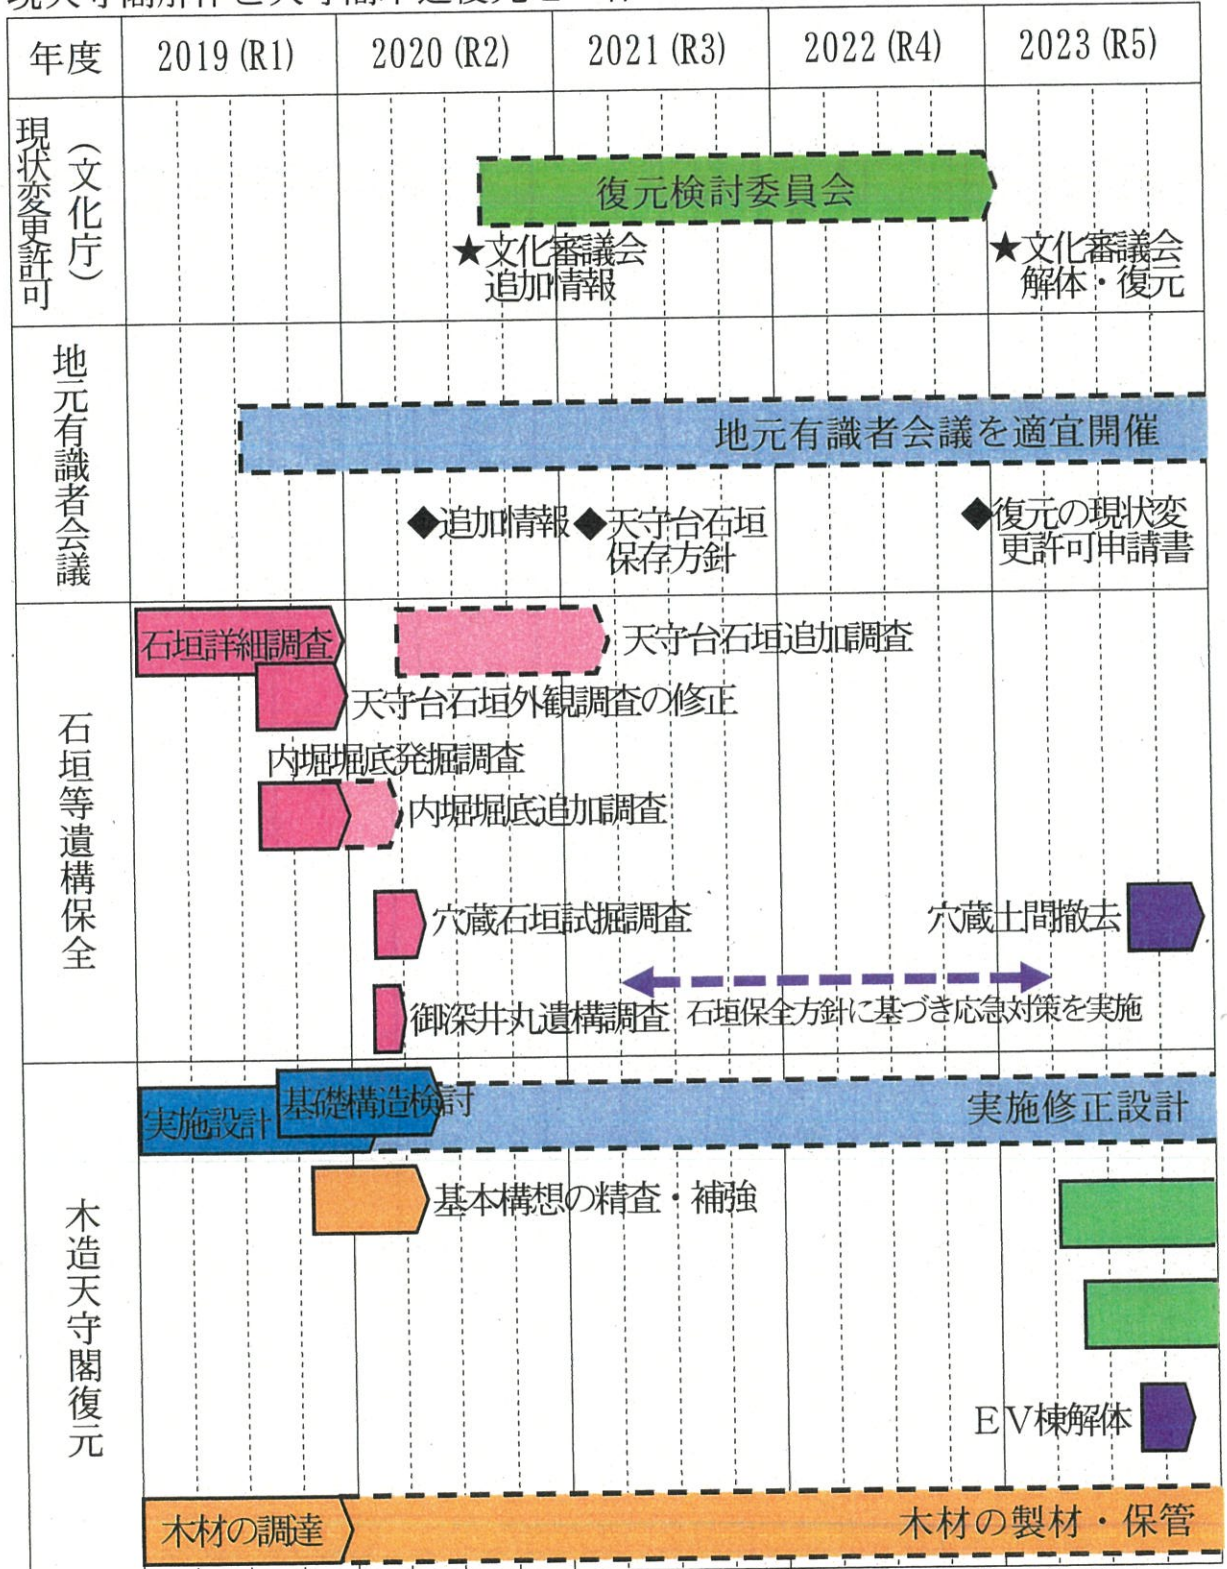 年度
2019(R1)
2020(R2)
2021(R3)
2022(R4)
2023(R5)
現状変更許可
（文化庁）
復元検討委員会
★文化審議会
追加情報
★文化審議会
解体・復元
地元有識者会議
地元有識者会議を適宜開催
◆追加情報
◆天守台石垣
保存方針
◆復元の現状変
更許可申請書
石垣等遺構保全
石垣詳細調査
天守台石垣追加調査
天守台石垣外観調査の修正
内堀堀底発掘調査
内堀堀底追加調査
穴蔵石垣試掘調査
穴蔵土間撤去
御深井丸遺構調査
石垣保全方針に基づき応急対策を実施
木造天守閣復元
実施設計
基礎構造検討
実施修正設計
基本構想の精査・補強
EV棟解体
木材の調達
木材の製材・保管